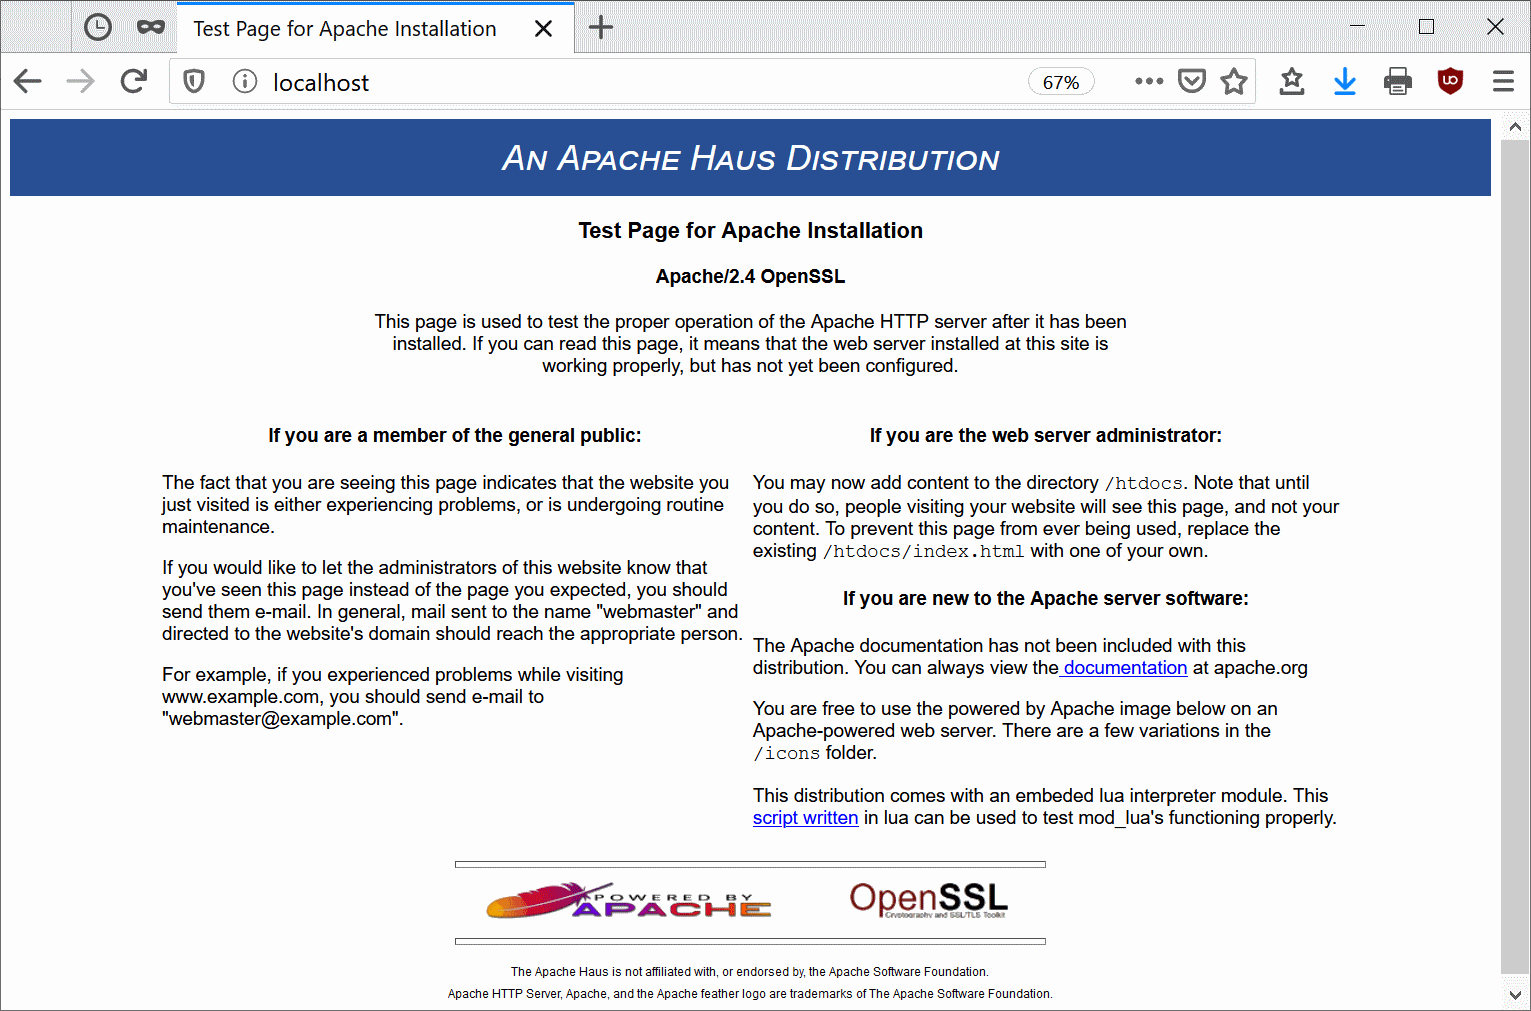 Test Page for Apache Installation
localhost
67%
An Apache Haus Distribution
Test Page for Apache Installation
Apache/2.4 OpenSSL
This page is used to test the proper operation of the Apache HTTP server after it has been
installed. If you can read this page, it means that the web server installed at this site is
working properly, but has not yet been configured.
If you are a member of the general public:
The fact that you are seeing this page indicates that the website you
just visited is either experiencing problems, or is undergoing routine
maintenance.
If you would like to let the administrators of this website know that
you've seen this page instead of the page you expected, you should
send them e-mail. In general, mail sent to the name "webmaster" and
directed to the website's domain should reach the appropriate person.
For example, if you experienced problems while visiting
www.example.com, you should send e-mail to
"webmaster@example.com".
If you are the web server administrator:
You may now add content to the directory /htdocs. Note that until
you do so, people visiting your website will see this page, and not your
content. To prevent this page from ever being used, replace the
existing /htdocs/index.html with one of your own.
If you are new to the Apache server software:
The Apache documentation has not been included with this
distribution. You can always view the documentation at apache.org
You are free to use the powered by Apache image below on an
Apache-powered web server. There are a few variations in the
/icons folder.
This distribution comes with an embeded lua interpreter module. This
script written in lua can be used to test mod_lua's functioning properly.
POWERED BY
APACHE
OpenSSL
Cryptography and SSL/TLS Toolkit
The Apache Haus is not affiliated with, or endorsed by, the Apache Software Foundation.
Apache HTTP Server, Apache, and the Apache feather logo are trademarks of The Apache Software Foundation.